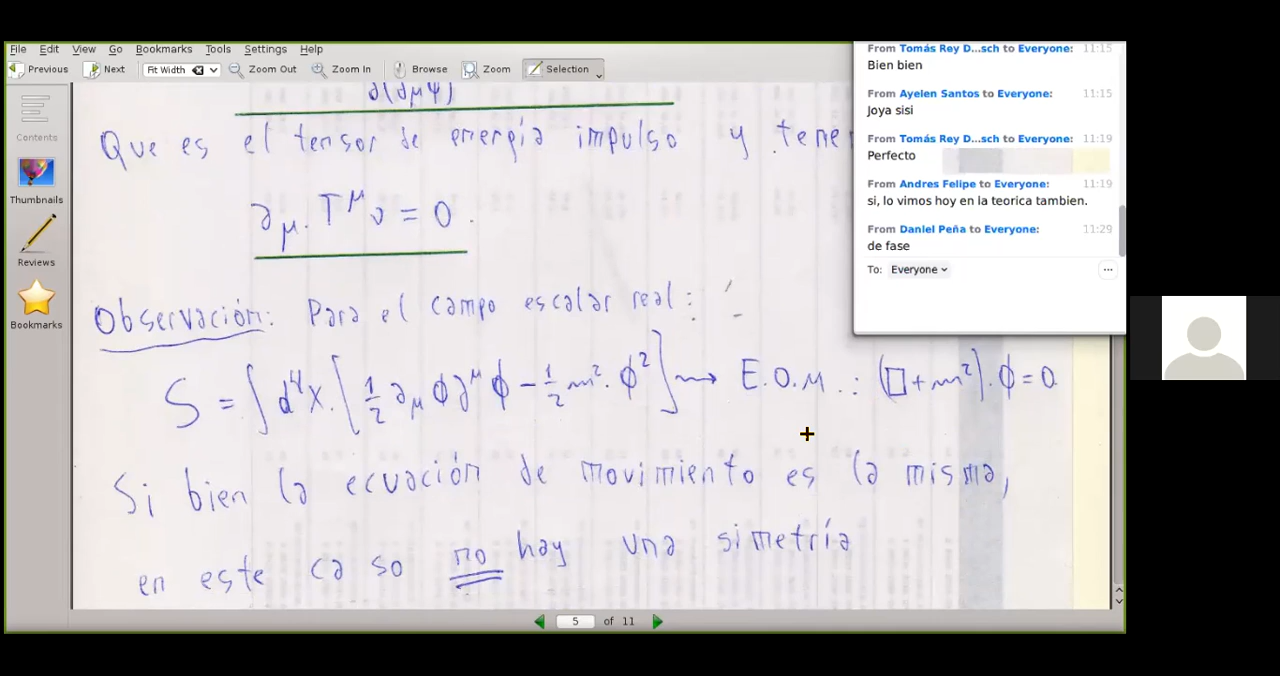 File Edit View Go Bookmarks Tools Settings Help
Previous Next Fit Width Zoom Out Zoom In Browse Zoom Selection
Contents
Thumbnails
Reviews
Bookmarks
∂(∂μψ)
Que es el tensor de energía impulso y tene
∂μ. T^μ ν = 0.
Observación: Para el campo escalar real:
S = ∫d⁴x.[½ ∂μ ϕ ∂^μ ϕ - ½ m². ϕ²] ⇝ E.O.M.: (□ + m²). ϕ = 0
Si bien la ecuación de movimiento es la misma,
en este caso no hay una simetría
5 of 11
From Tomás Rey D...sch to Everyone: 11:15
Bien bien
From Ayelen Santos to Everyone: 11:15
Joya sisi
From Tomás Rey D...sch to Everyone: 11:19
Perfecto
From Andres Felipe to Everyone: 11:19
si, lo vimos hoy en la teorica tambien.
From Daniel Peña to Everyone: 11:29
de fase
To: Everyone